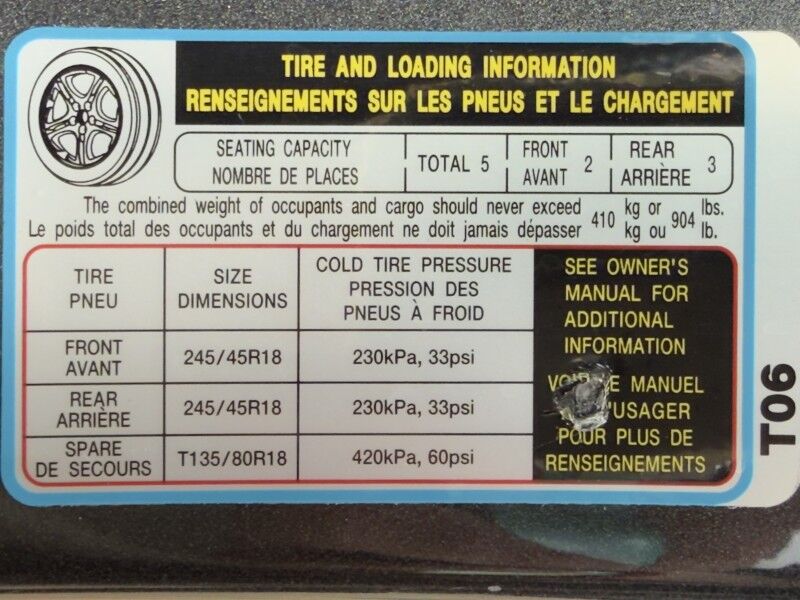 TIRE AND LOADING INFORMATION
RENSEIGNEMENTS SUR LES PNEUS ET LE CHARGEMENT
SEATING CAPACITY
NOMBRE DE PLACES
TOTAL 5
FRONT
AVANT 2
REAR
ARRIÈRE 3
The combined weight of occupants and cargo should never exceed 410 kg or 904 lbs.
Le poids total des occupants et du chargement ne doit jamais dépasser kg ou lb.
TIRE
PNEU
SIZE
DIMENSIONS
COLD TIRE PRESSURE
PRESSION DES
PNEUS À FROID
FRONT
AVANT
245/45R18
230kPa, 33psi
REAR
ARRIÈRE
245/45R18
230kPa, 33psi
SPARE
DE SECOURS
T135/80R18
420kPa, 60psi
SEE OWNER'S
MANUAL FOR
ADDITIONAL
INFORMATION
MANUEL
POUR PLUS DE
RENSEIGNEMENTS
T06